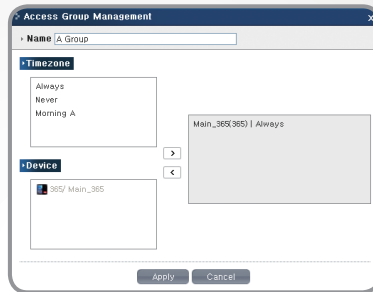 Access Group Management
x
Name A Group
Timezone
Always
Never
Morning A
Main_365(365) | Always
>
<
Device
365/ Main_365
Apply Cancel